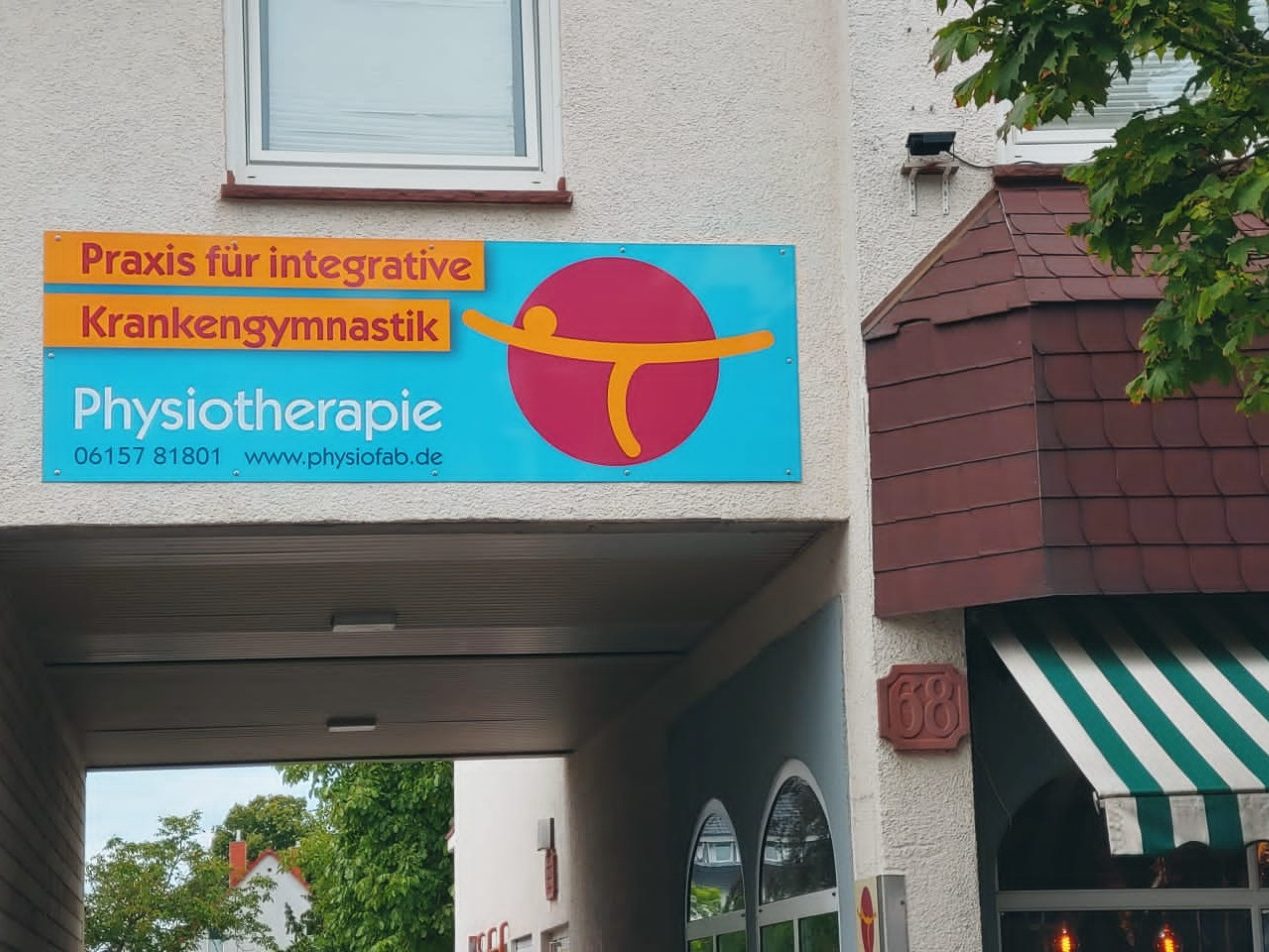 Praxis für integrative
Krankengymnastik
Physiotherapie
06157 81801 www.physiofab.de
68